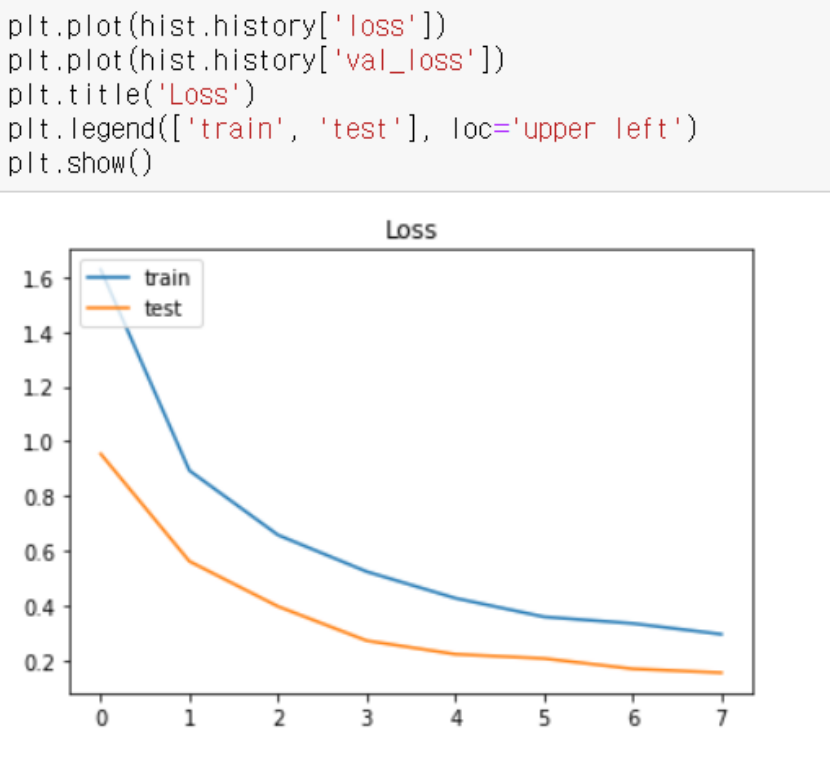 plt.plot(hist.history['loss'])
plt.plot(hist.history['val_loss'])
plt.title('Loss')
plt.legend(['train', 'test'], loc='upper left')
plt.show()
Loss
train
test
1.6
1.4
1.2
1.0
0.8
0.6
0.4
0.2
0 1 2 3 4 5 6 7